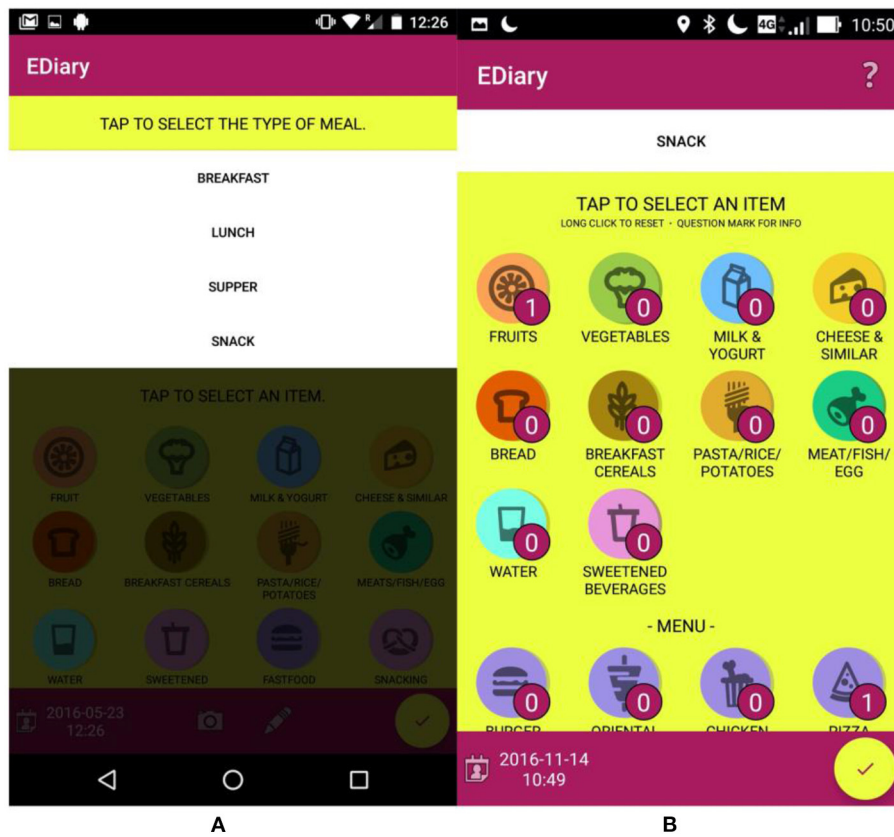 12:26
EDiary
TAP TO SELECT THE TYPE OF MEAL.
BREAKFAST
LUNCH
SUPPER
SNACK
TAP TO SELECT AN ITEM.
FRUIT
VEGETABLES
MILK & YOGURT
CHEESE & SIMILAR
BREAD
BREAKFAST CEREALS
PASTA/RICE/
POTATOES
MEATS/FISH/EGG
WATER
SWEETENED
FASTFOOD
SNACKING
2016-05-23
12:26
A
4G
10:50
EDiary
?
SNACK
TAP TO SELECT AN ITEM
LONG CLICK TO RESET - QUESTION MARK FOR INFO
1
0
0
0
FRUITS
VEGETABLES
MILK &
YOGURT
CHEESE &
SIMILAR
0
0
0
0
BREAD
BREAKFAST
CEREALS
PASTA/RICE/
POTATOES
MEAT/FISH/
EGG
0
0
WATER
SWEETENED
BEVERAGES
- MENU -
0
0
0
1
BURGER
ORIENTAL
CHICKEN
PIZZA
2016-11-14
10:49
B